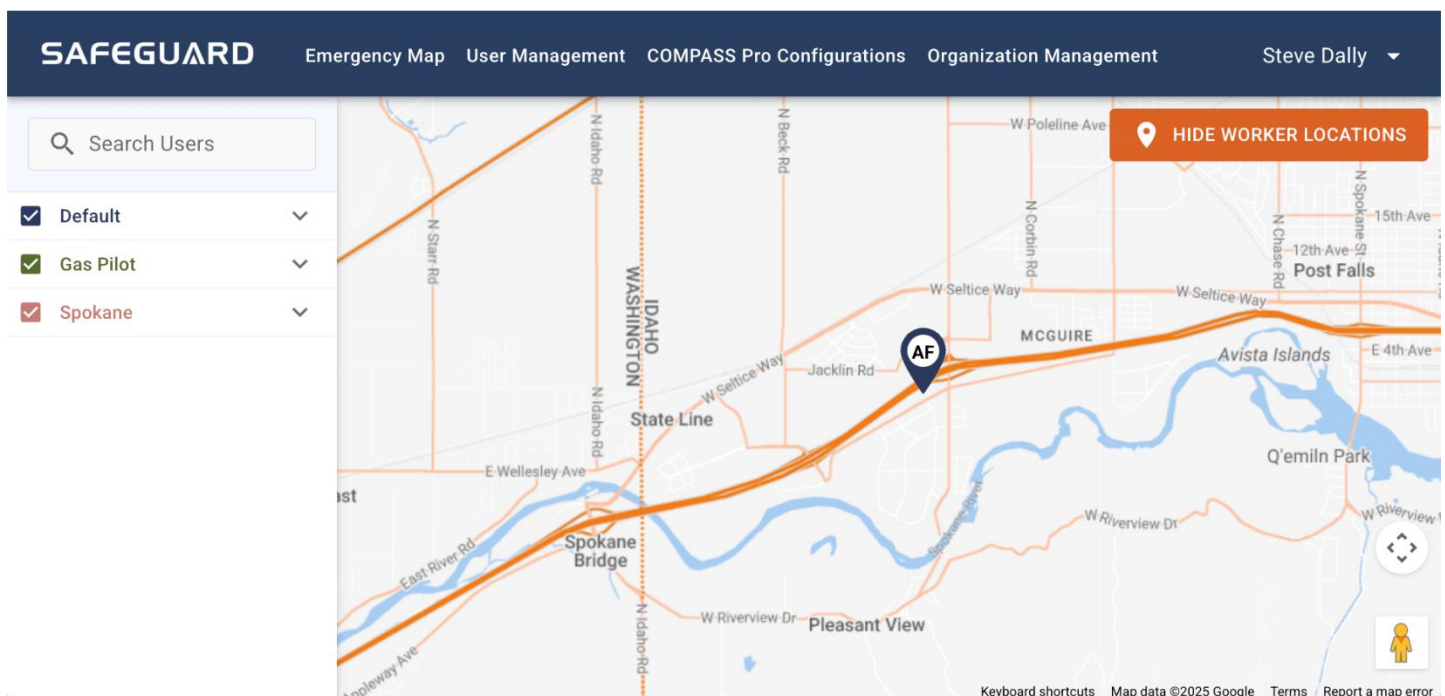 SAFEGUARD
Emergency Map
User Management
COMPASS Pro Configurations
Organization Management
Steve Dally
Search Users
Default
Gas Pilot
Spokane
HIDE WORKER LOCATIONS
N Idaho Rd
N Beck Rd
W Poleline Ave
N Starr Rd
N Corbin Rd
N Chase Rd
N Spokane St
15th Ave
12th Ave
Post Falls
WASHINGTON
IDAHO
W Seltice Way
W Seltice Way
MCGUIRE
AF
Jacklin Rd
Avista Islands
E 4th Ave
W Seltice Way
State Line
N Idaho Rd
E Wellesley Ave
Q'emiln Park
ast
W Riverview Dr
W Riverview
Spokane River
Spokane
Bridge
East River Rd
W Riverview Dr
Pleasant View
N Idaho Rd
Appleway Ave
Keyboard shortcuts
Map data ©2025 Google
Terms
Report a map error